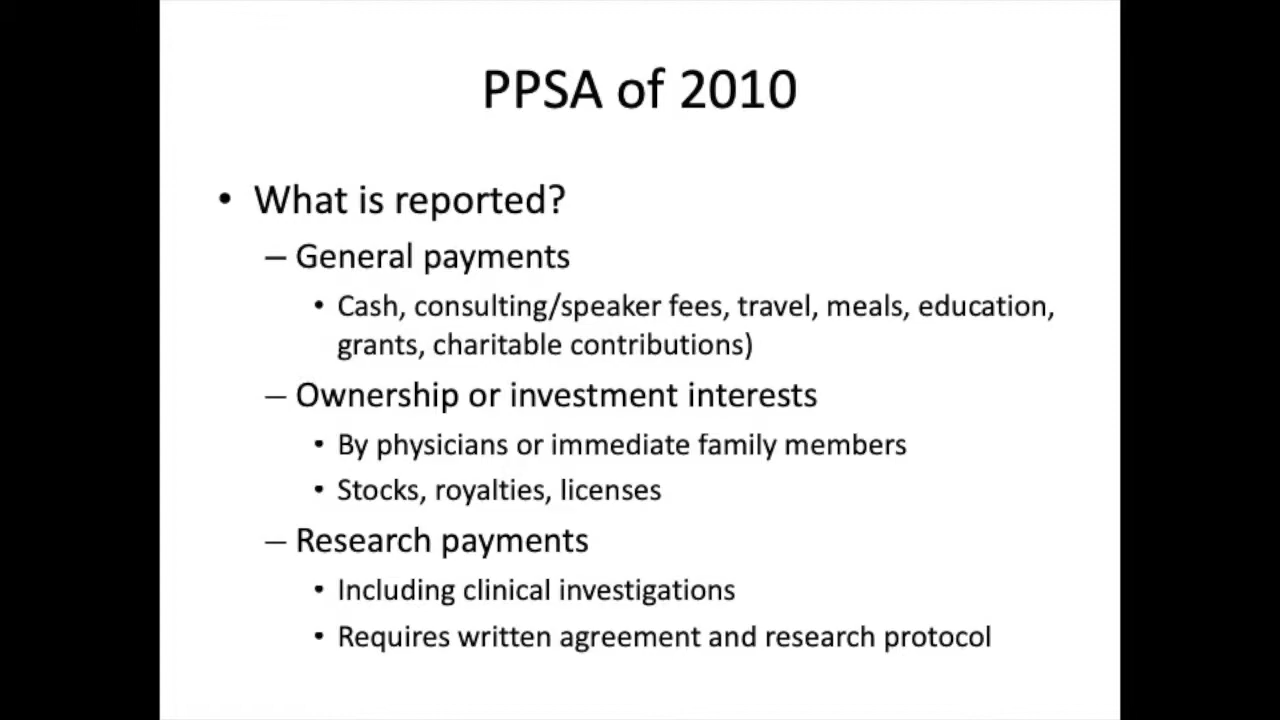 PPSA of 2010
• What is reported?
– General payments
• Cash, consulting/speaker fees, travel, meals, education,
grants, charitable contributions)
– Ownership or investment interests
• By physicians or immediate family members
• Stocks, royalties, licenses
– Research payments
• Including clinical investigations
• Requires written agreement and research protocol